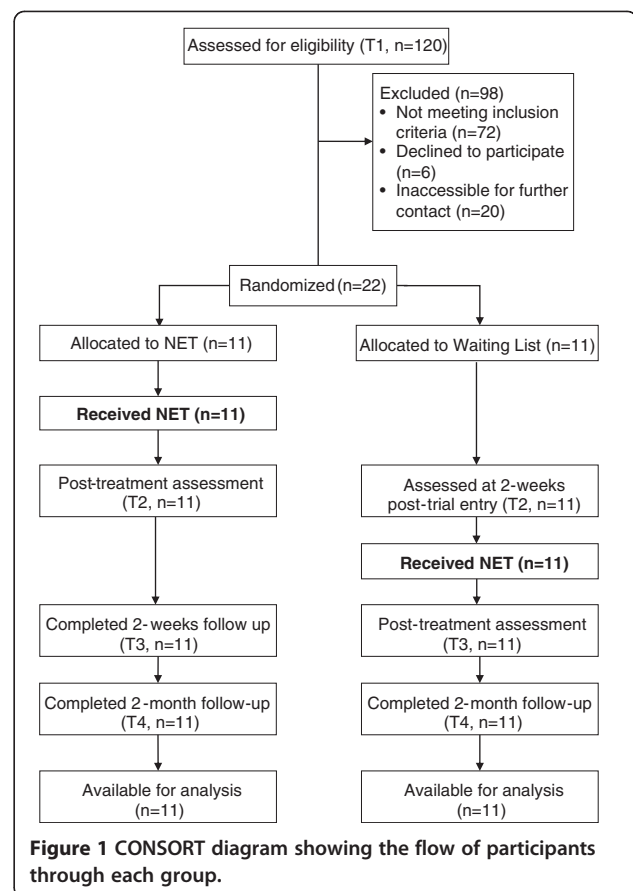 Assessed for eligibility (T1, n=120)
Excluded (n=98)
• Not meeting inclusion
criteria (n=72)
• Declined to participate
(n=6)
• Inaccessible for further
contact (n=20)
Randomized (n=22)
Allocated to NET (n=11)
Received NET (n=11)
Post-treatment assessment
(T2, n=11)
Completed 2-weeks follow up
(T3, n=11)
Completed 2-month follow-up
(T4, n=11)
Available for analysis
(n=11)
Allocated to Waiting List (n=11)
Assessed at 2-weeks
post-trial entry (T2, n=11)
Received NET (n=11)
Post-treatment assessment
(T3, n=11)
Completed 2-month follow-up
(T4, n=11)
Available for analysis
(n=11)
Figure 1 CONSORT diagram showing the flow of participants
through each group.